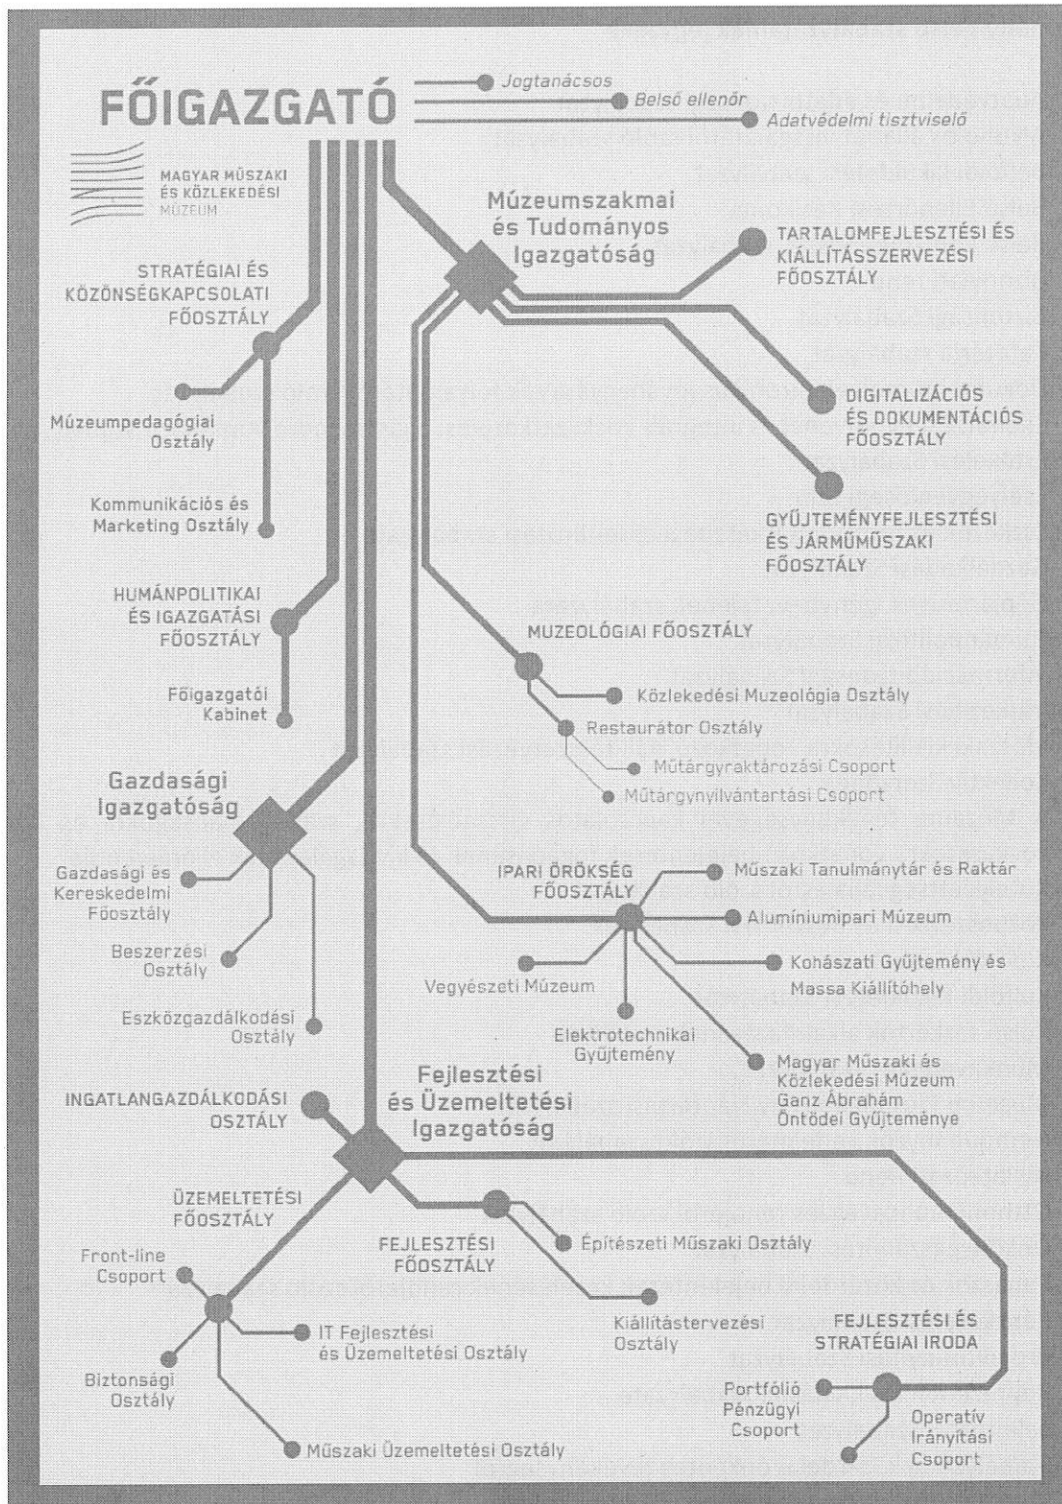 FŐIGAZGATÓ
Jogtanácsos
Belső ellenőr
Adatvédelmi tisztviselő
MAGYAR MŰSZAKI
ÉS KÖZLEKEDÉSI
MÚZEUM
Múzeumszakmai
és Tudományos
Igazgatóság
TARTALOMFEJLESZTÉSI ÉS
KIÁLLÍTÁSSZERVEZÉSI
FŐOSZTÁLY
STRATÉGIAI ÉS
KÖZÖNSÉGKAPCSOLATI
FŐOSZTÁLY
DIGITALIZÁCIÓS
ÉS DOKUMENTÁCIÓS
FŐOSZTÁLY
Múzeumpedagógiai
Osztály
Kommunikációs és
Marketing Osztály
GYŰJTEMÉNYFEJLESZTÉSI
ÉS JÁRMŰMŰSZAKI
FŐOSZTÁLY
HUMÁNPOLITIKAI
ÉS IGAZGATÁSI
FŐOSZTÁLY
MUZEOLÓGIAI FŐOSZTÁLY
Közlekedési Muzeológia Osztály
Restaurátor Osztály
Műtárgyraktározási Csoport
Műtárgynyilvántartási Csoport
Főigazgatói
Kabinet
Gazdasági
Igazgatóság
Gazdasági és
Kereskedelmi
Főosztály
Beszerzési
Osztály
Eszközgazdálkodási
Osztály
IPARI ÖRÖKSÉG
FŐOSZTÁLY
Műszaki Tanulmánytár és Raktár
Alumíniumipari Múzeum
Kohászati Gyűjtemény és
Massa Kiállítóhely
Vegyészeti Múzeum
Elektrotechnikai
Gyűjtemény
Magyar Műszaki és
Közlekedési Múzeum
Ganz Ábrahám
Öntödei Gyűjteménye
Fejlesztési
és Üzemeltetési
Igazgatóság
INGATLANGAZDÁLKODÁSI
OSZTÁLY
ÜZEMELTETÉSI
FŐOSZTÁLY
Front-line
Csoport
IT Fejlesztési
és Üzemeltetési Osztály
Biztonsági
Osztály
Műszaki Üzemeltetési Osztály
FEJLESZTÉSI
FŐOSZTÁLY
Építészeti Műszaki Osztály
Kiállítástervezési
Osztály
FEJLESZTÉSI ÉS
STRATÉGIAI IRODA
Portfólió
Pénzügyi
Csoport
Operatív
Irányítási
Csoport